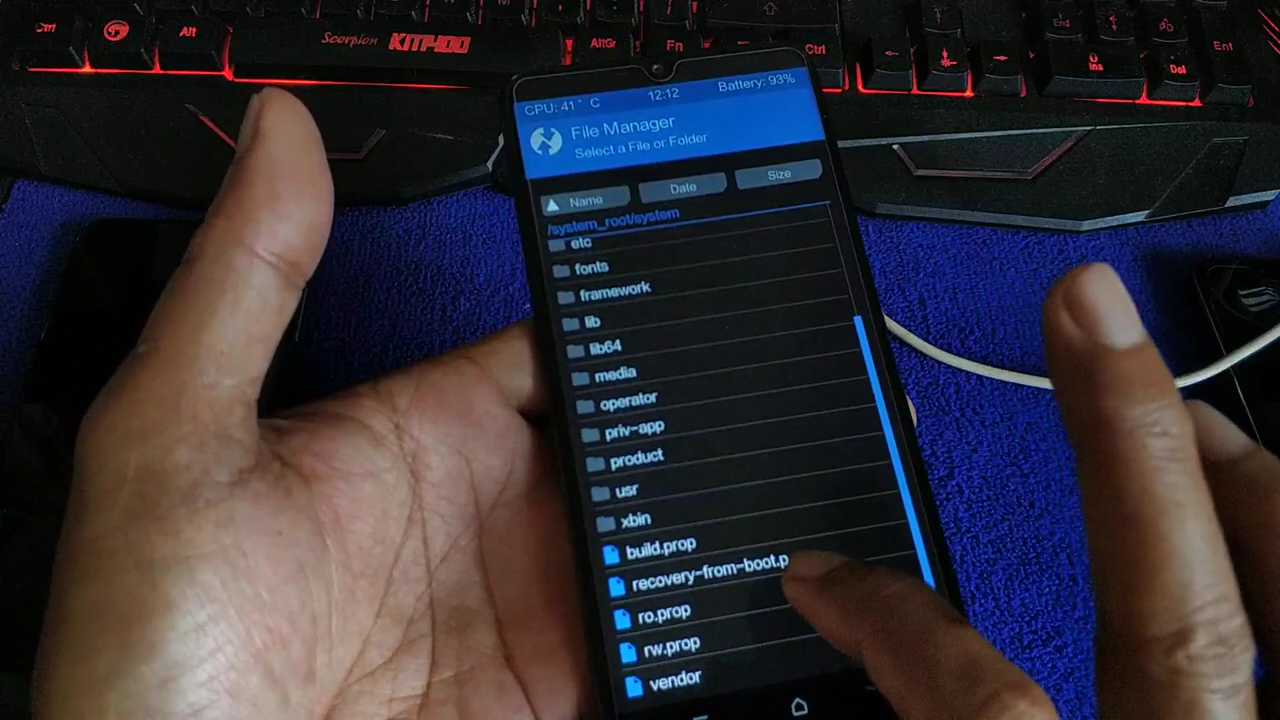 Ctrl
Alt
Scorpion KM400
AltGr
Fn
Ctrl
End
Ins
Del
Ent
CPU: 41° C
12:12
Battery: 93%
File Manager
Select a File or Folder
Name
Date
Size
/system_root/system
etc
fonts
framework
lib
lib64
media
operator
priv-app
product
usr
xbin
build.prop
recovery-from-boot.p
ro.prop
rw.prop
vendor